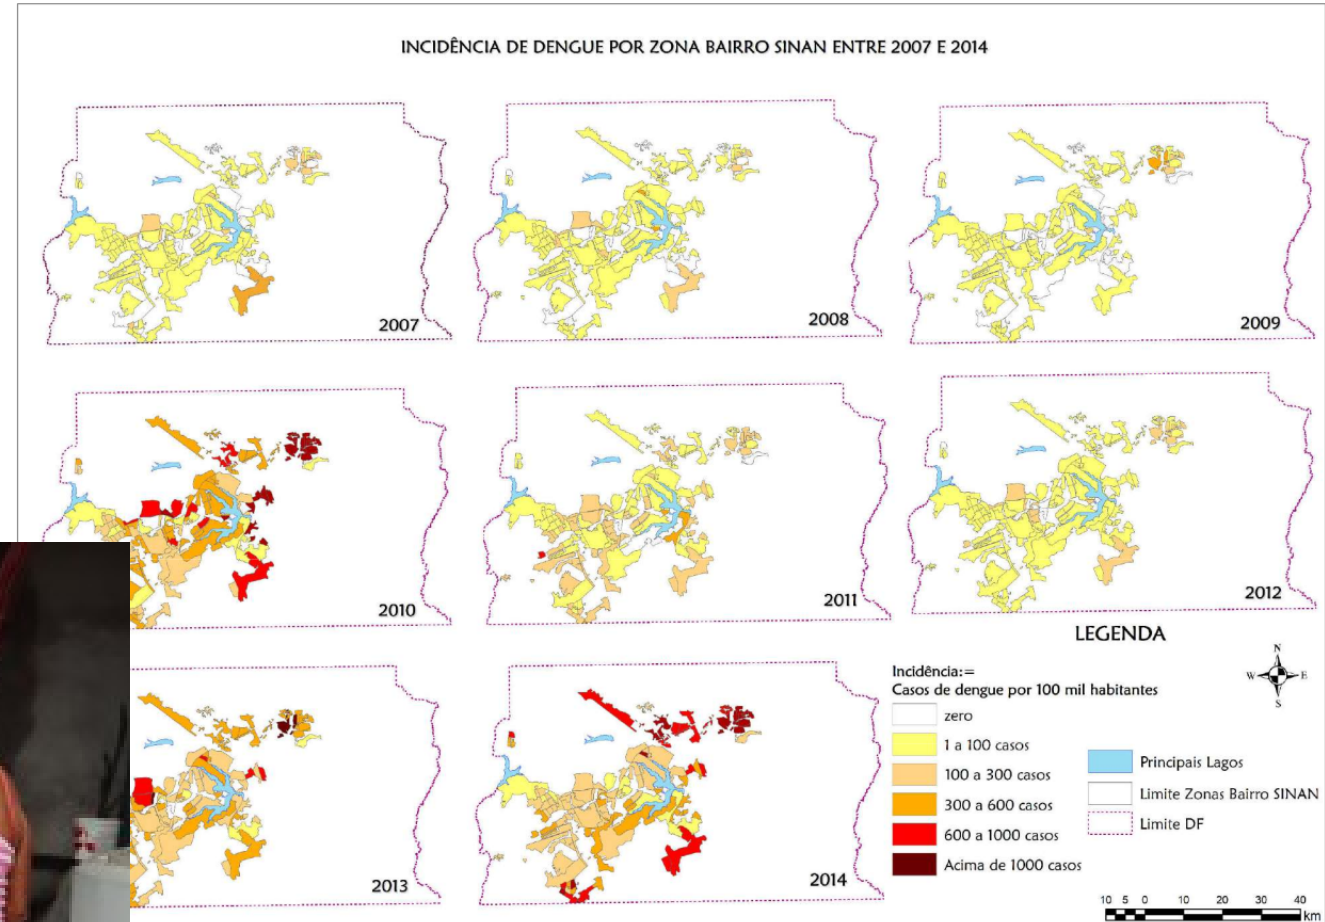 INCIDÊNCIA DE DENGUE POR ZONA BAIRRO SINAN ENTRE 2007 E 2014
2007
2008
2009
2010
2011
2012
2013
2014
LEGENDA
Incidência:=
Casos de dengue por 100 mil habitantes
zero
1 a 100 casos
100 a 300 casos
300 a 600 casos
600 a 1000 casos
Acima de 1000 casos
Principais Lagos
Limite Zonas Bairro SINAN
Limite DF
N
W E
S
10 5 0 10 20 30 40
km